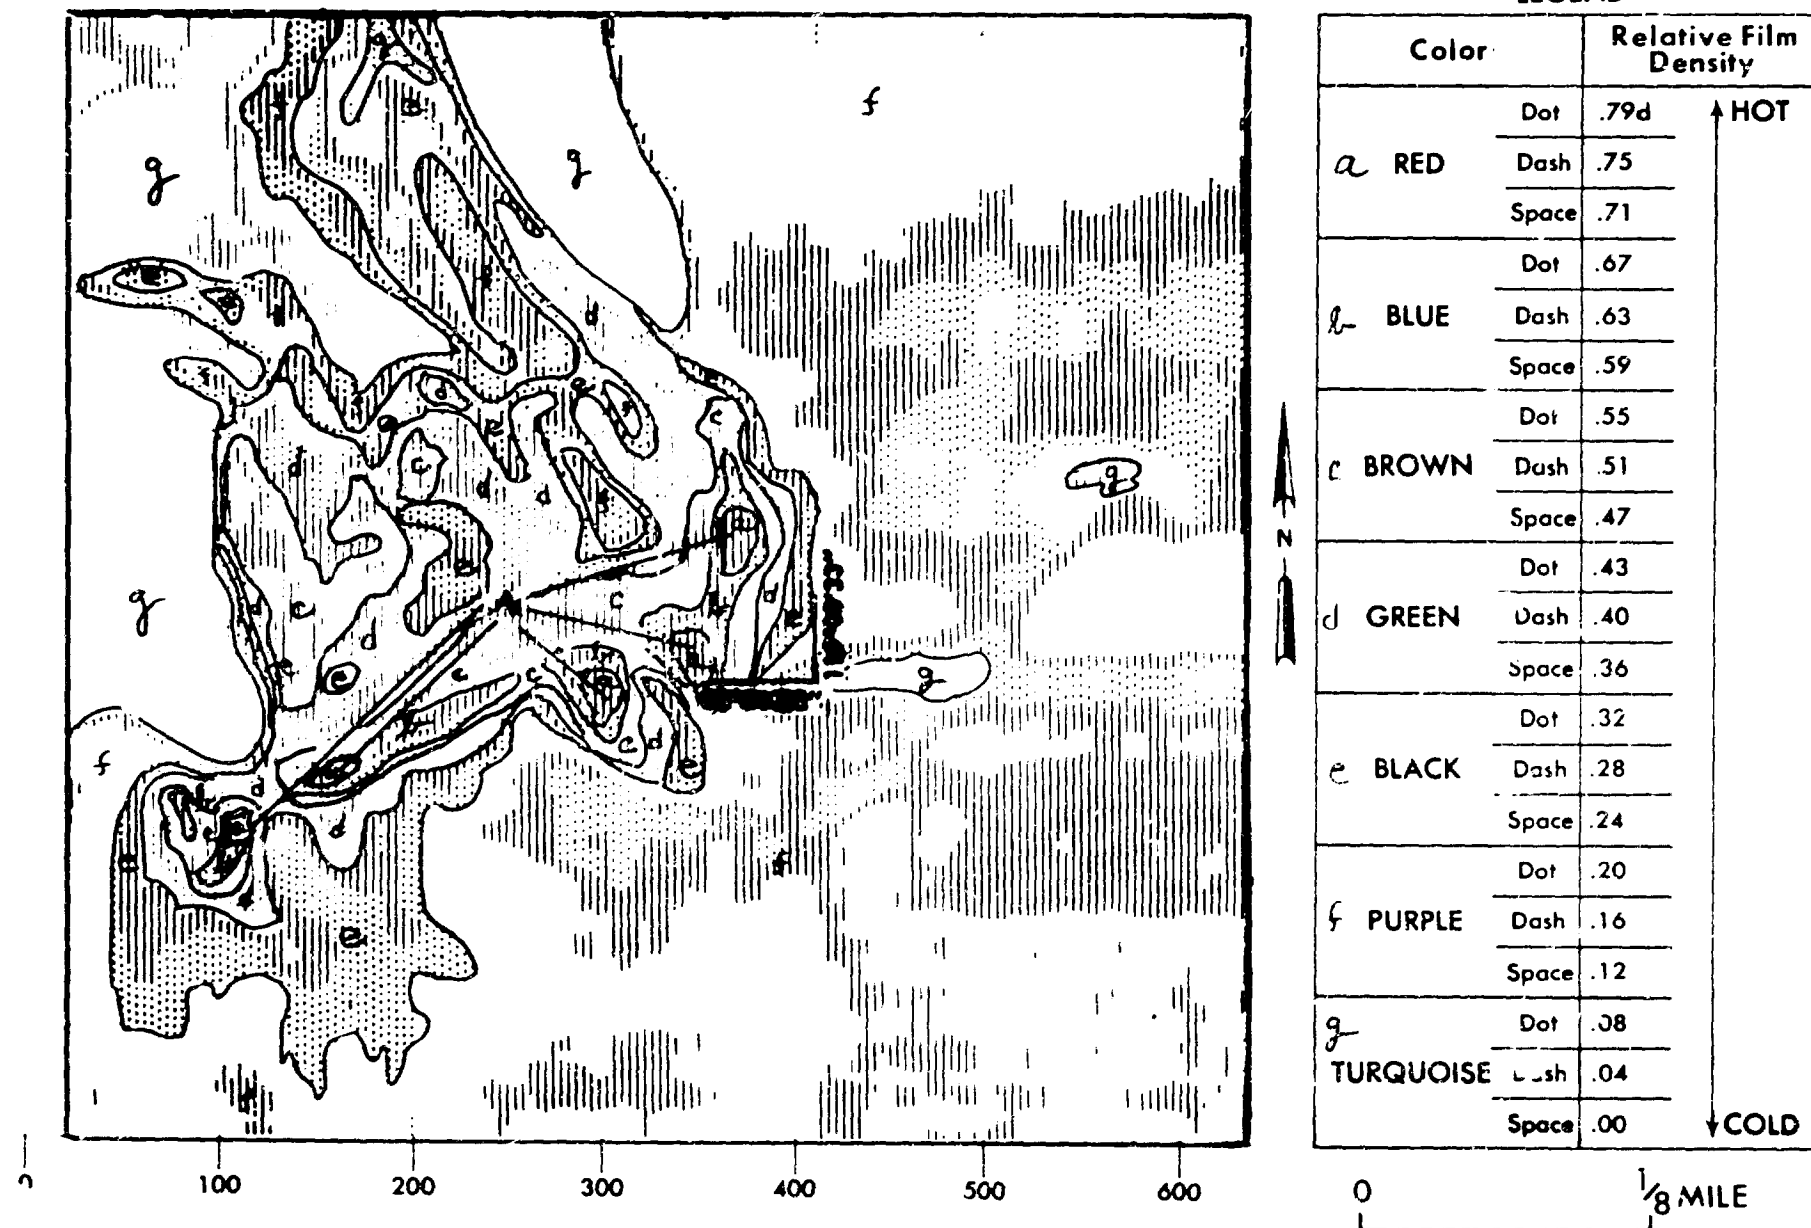 LEGEND
Color
Relative Film
Density
Dot .79d
a RED Dash .75
Space .71
Dot .67
b BLUE Dash .63
Space .59
Dot .55
c BROWN Dash .51
Space .47
Dot .43
d GREEN Dash .40
Space .36
Dot .32
e BLACK Dash .28
Space .24
Dot .20
f PURPLE Dash .16
Space .12
g Dot .08
TURQUOISE .04
Space .00
HOT
COLD
N
0 1/8 MILE
0 100 200 300 400 500 600
f
g
g
g
g
g
f
d
d
d
d
d
c
c
c
c
d
d
e
e
f